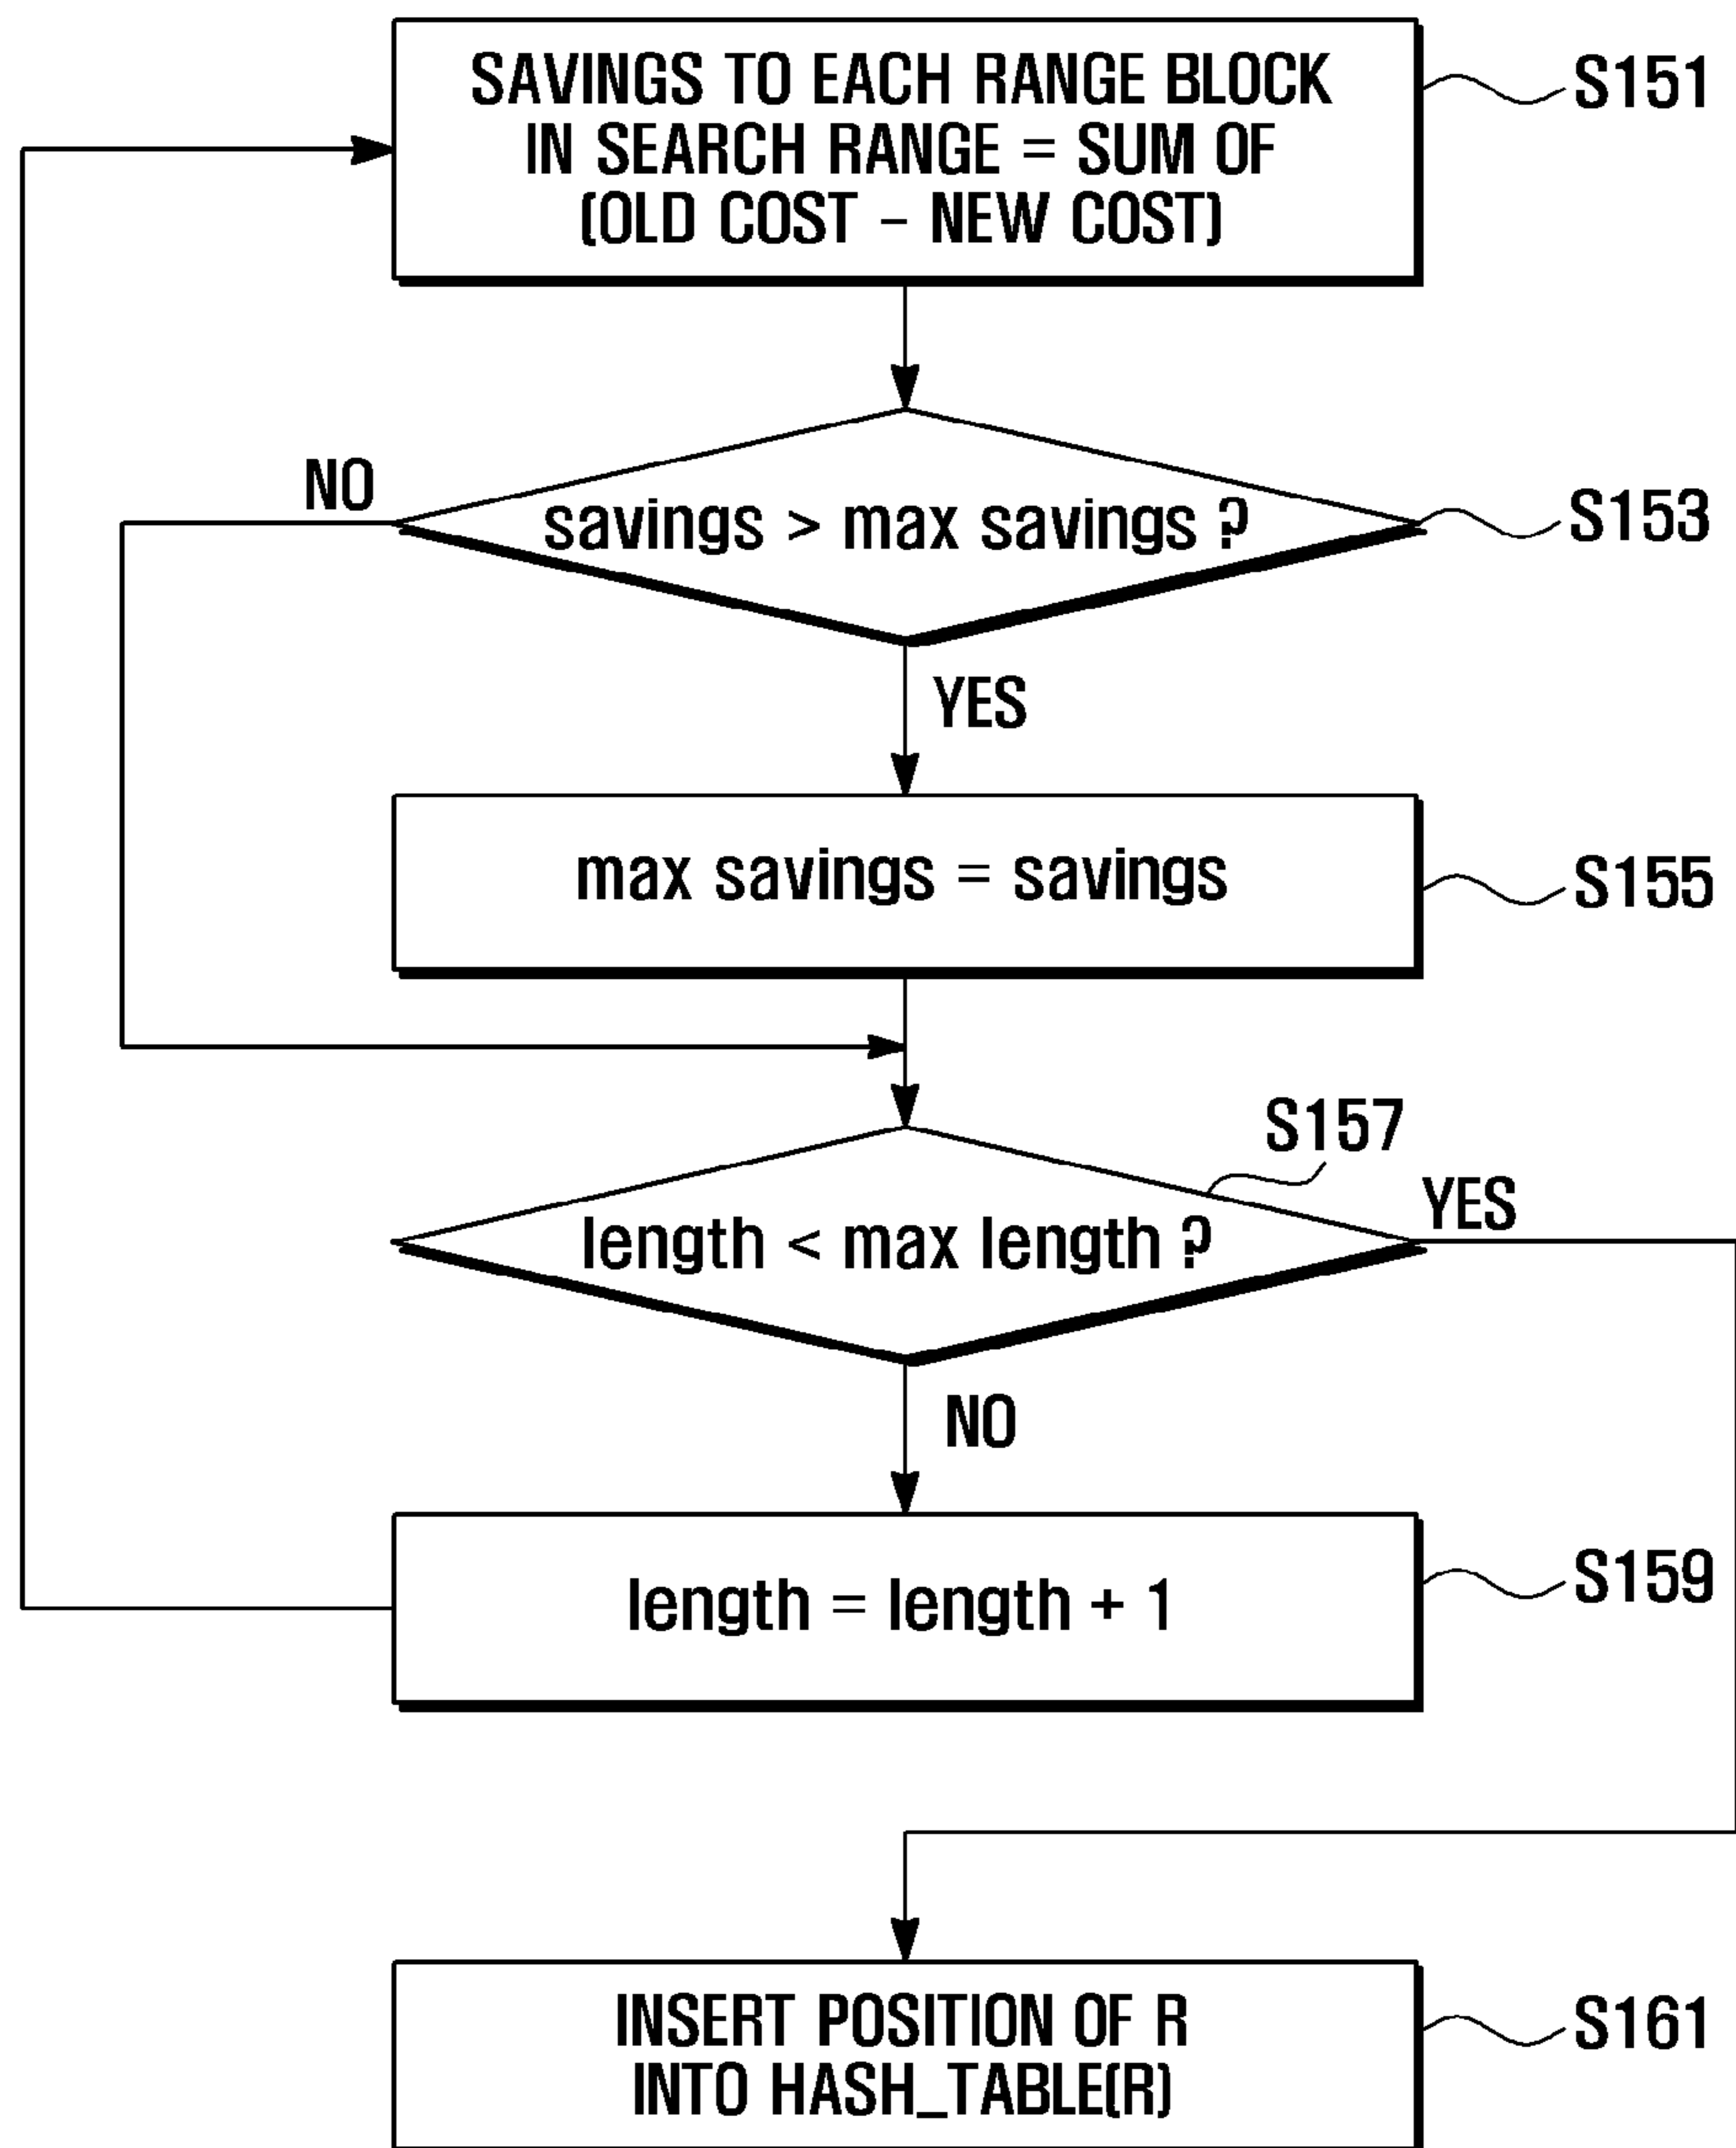 SAVINGS TO EACH RANGE BLOCK
IN SEARCH RANGE = SUM OF
(OLD COST - NEW COST)
S151
NO
savings > max savings ?
S153
YES
max savings = savings
S155
S157
YES
length < max length ?
NO
length = length + 1
S159
INSERT POSITION OF R
INTO HASH_TABLE(R)
S161